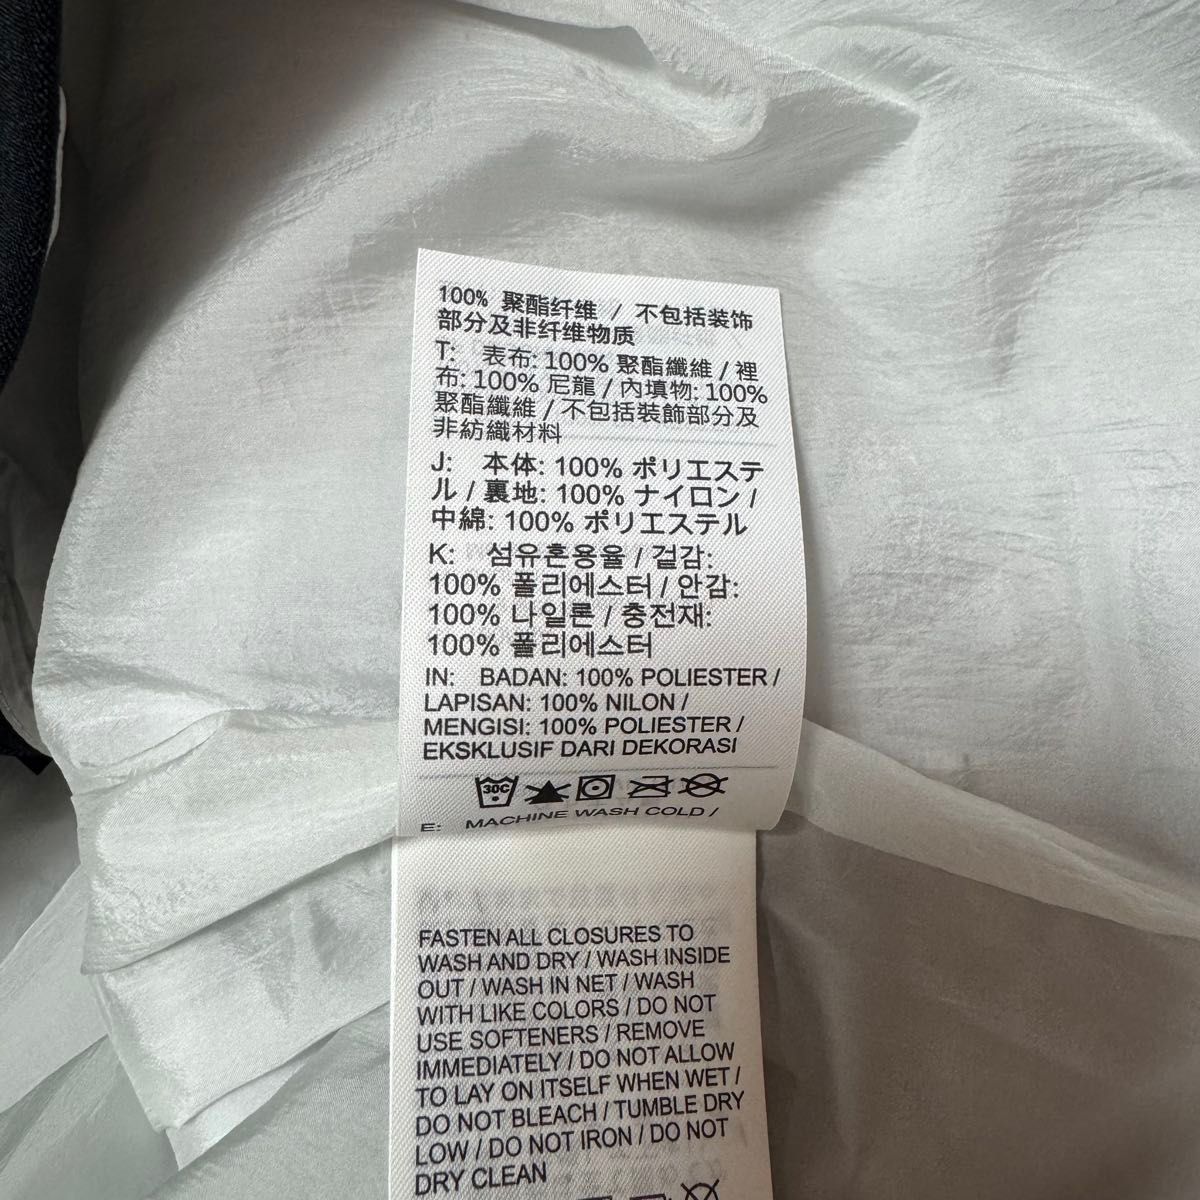 100% 聚酯纤维 / 不包括装饰
部分及非纤维物质
T: 表布: 100% 聚酯纖維 / 裡
布: 100% 尼龍 / 內填物: 100%
聚酯纖維 / 不包括裝飾部分及
非紡織材料
J: 本体: 100% ポリエステ
ル / 裏地: 100% ナイロン /
中綿: 100% ポリエステル
K: 섬유혼용율 / 겉감:
100% 폴리에스터 / 안감:
100% 나일론 / 충전재:
100% 폴리에스터
IN: BADAN: 100% POLIESTER /
LAPISAN: 100% NILON /
MENGISI: 100% POLIESTER /
EKSKLUSIF DARI DEKORASI
30C
E: MACHINE WASH COLD /
FASTEN ALL CLOSURES TO
WASH AND DRY / WASH INSIDE
OUT / WASH IN NET / WASH
WITH LIKE COLORS / DO NOT
USE SOFTENERS / REMOVE
IMMEDIATELY / DO NOT ALLOW
TO LAY ON ITSELF WHEN WET /
DO NOT BLEACH / TUMBLE DRY
LOW / DO NOT IRON / DO NOT
DRY CLEAN